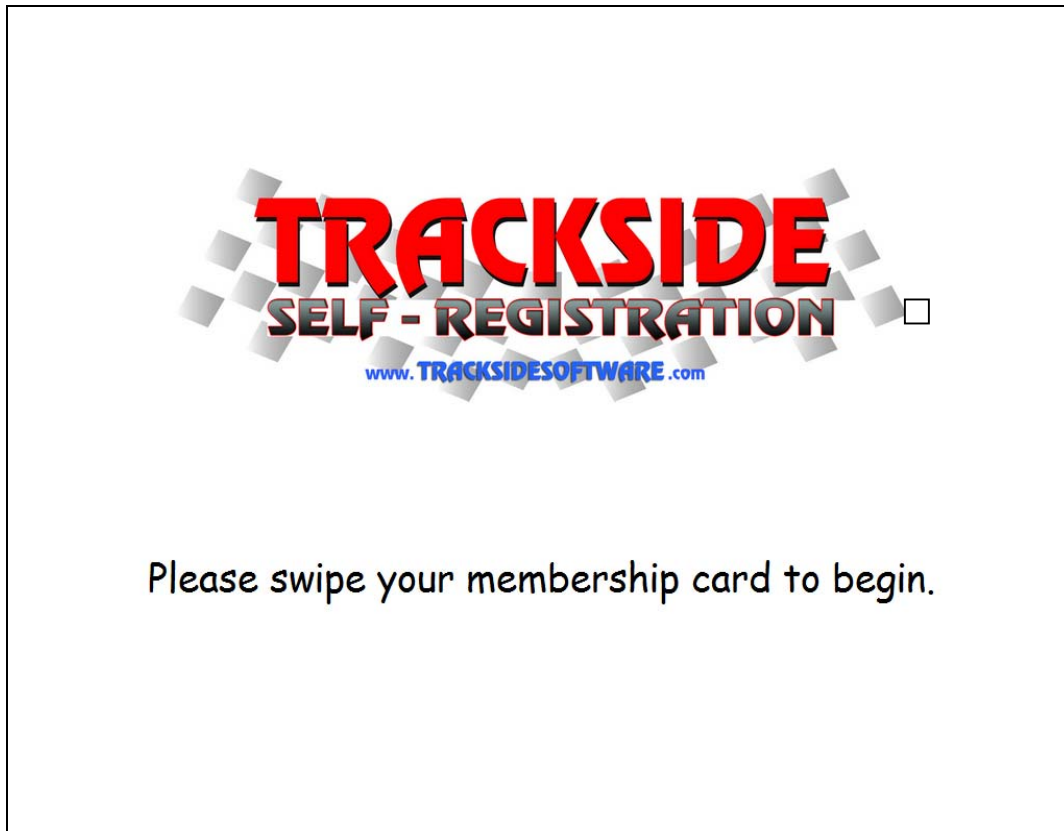 TRACKSIDE
SELF - REGISTRATION
www.TRACKSIDESOFTWARE.com
Please swipe your membership card to begin.